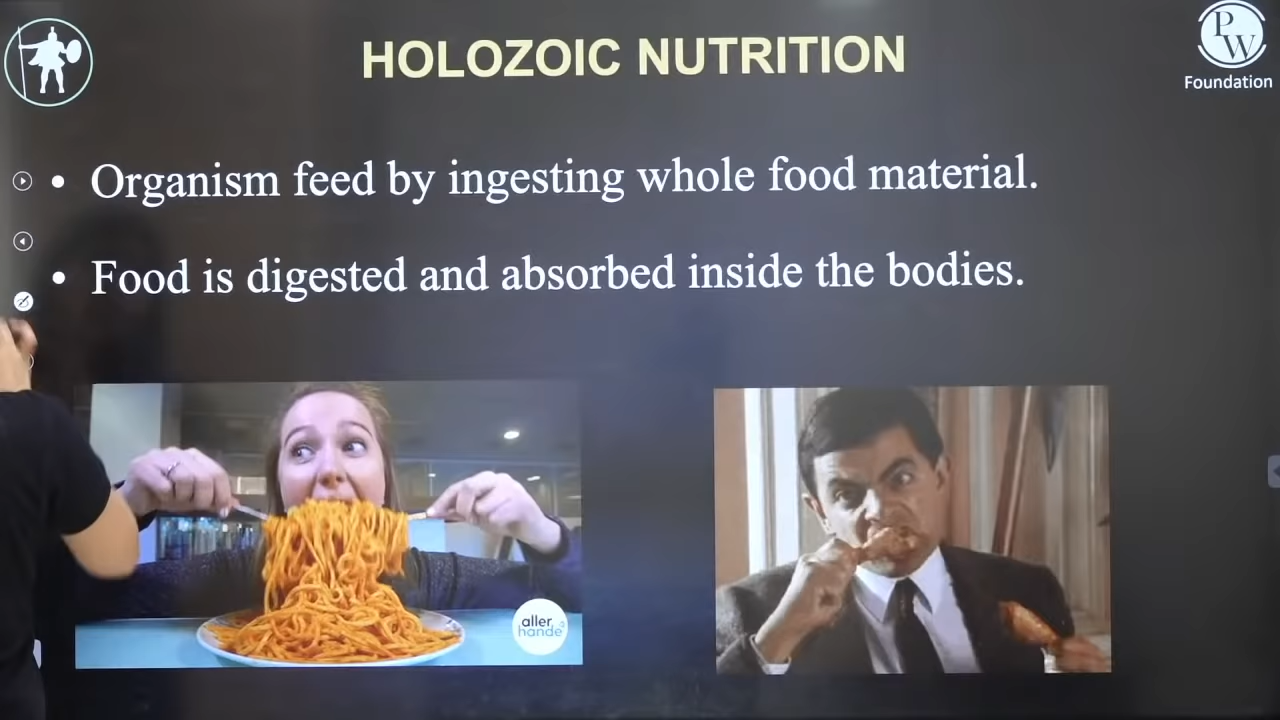 HOLOZOIC NUTRITION
PW
Foundation
• Organism feed by ingesting whole food material.
• Food is digested and absorbed inside the bodies.
aller
hande